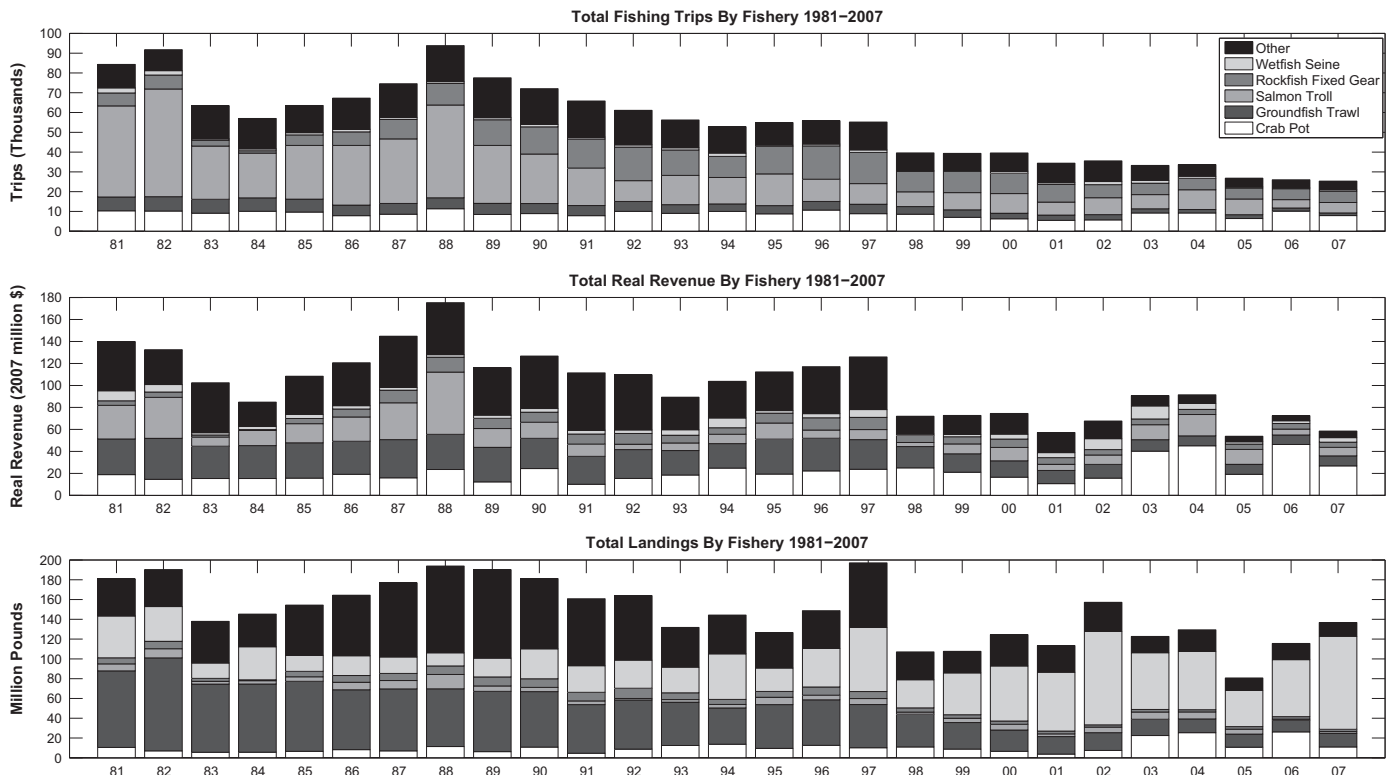 Total Fishing Trips By Fishery 1981−2007
Trips (Thousands)
100
90
80
70
60
50
40
30
20
10
0
Other
Wetfish Seine
Rockfish Fixed Gear
Salmon Troll
Groundfish Trawl
Crab Pot
81 82 83 84 85 86 87 88 89 90 91 92 93 94 95 96 97 98 99 00 01 02 03 04 05 06 07
Total Real Revenue By Fishery 1981−2007
Real Revenue (2007 million $)
180
160
140
120
100
80
60
40
20
0
81 82 83 84 85 86 87 88 89 90 91 92 93 94 95 96 97 98 99 00 01 02 03 04 05 06 07
Total Landings By Fishery 1981−2007
Million Pounds
200
180
160
140
120
100
80
60
40
20
0
81 82 83 84 85 86 87 88 89 90 91 92 93 94 95 96 97 98 99 00 01 02 03 04 05 06 07